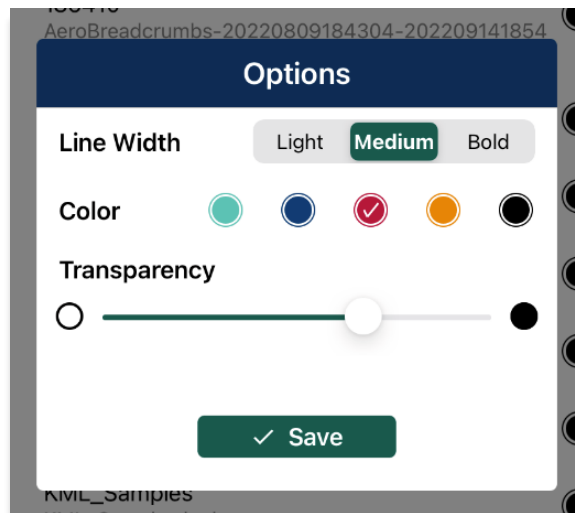 AeroBreadcrumbs-20220809184304-202209141854
Options
Line Width
Light Medium Bold
Color
Transparency
Save
KML_Samples